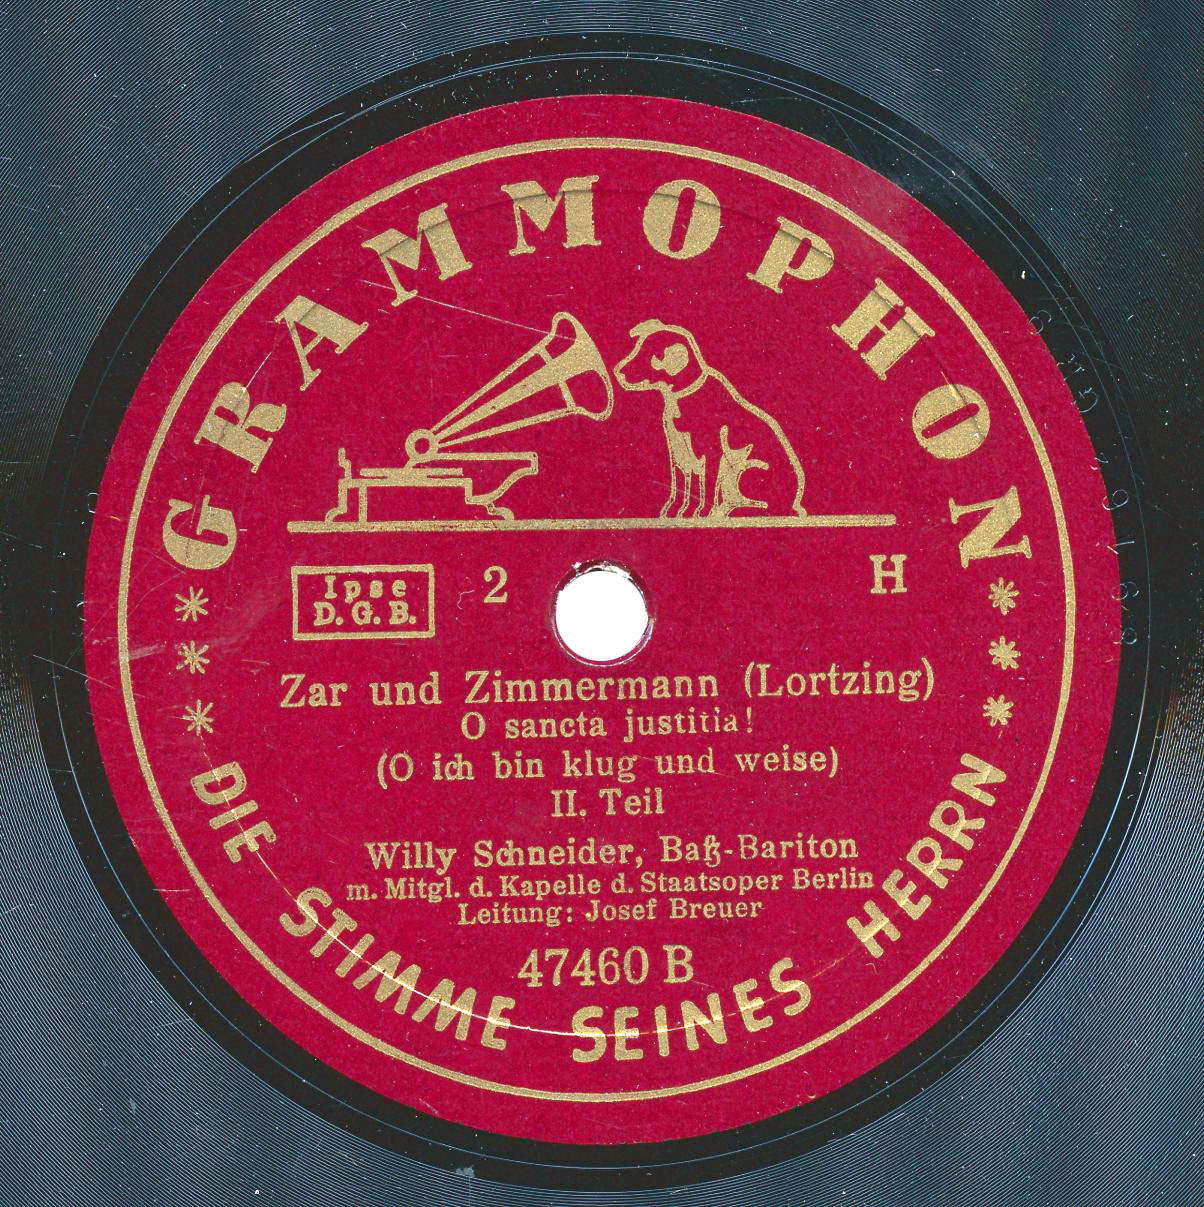 GRAMMOPHON
Ipse
D.G.B.
2
H
Zar und Zimmermann (Lortzing)
O sancta justitia!
(O ich bin klug und weise)
II. Teil
Willy Schneider, Baß-Bariton
m. Mitgl. d. Kapelle d. Staatsoper Berlin
Leitung: Josef Breuer
47460 B
DIE STIMME SEINES HERRN